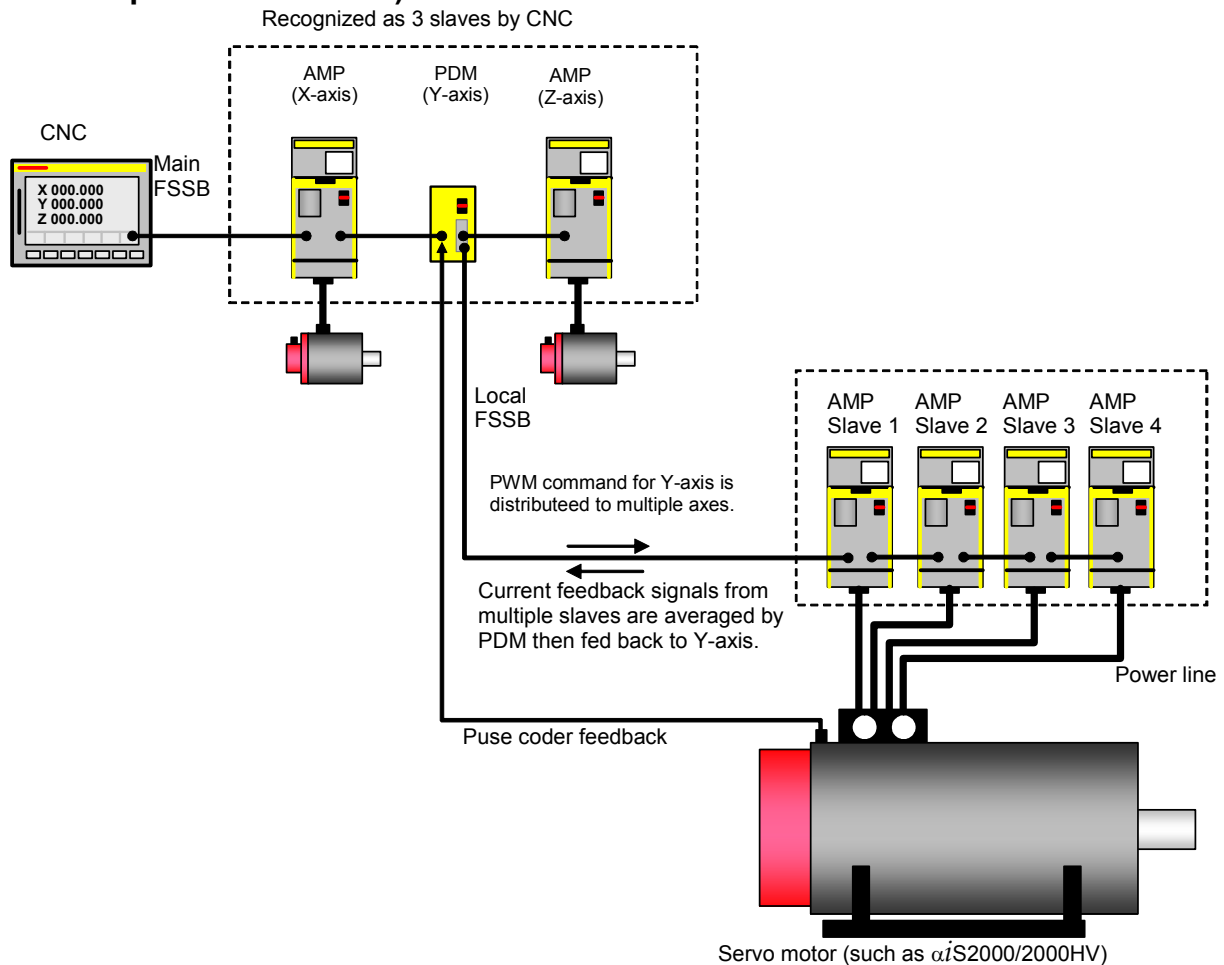 Recognized as 3 slaves by CNC
AMP
(X-axis)
PDM
(Y-axis)
AMP
(Z-axis)
CNC
Main
FSSB
X 000.000
Y 000.000
Z 000.000
Local
FSSB
AMP
Slave 1
AMP
Slave 2
AMP
Slave 3
AMP
Slave 4
PWM command for Y-axis is
distributeed to multiple axes.
Current feedback signals from
multiple slaves are averaged by
PDM then fed back to Y-axis.
Power line
Puse coder feedback
Servo motor (such as αiS2000/2000HV)